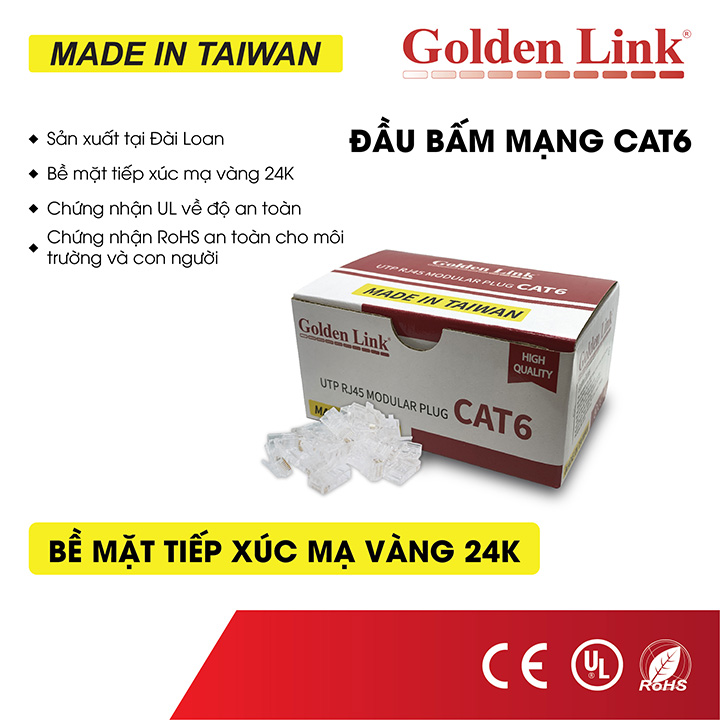 MADE IN TAIWAN
Golden Link®
ĐẦU BẤM MẠNG CAT6
Sản xuất tại Đài Loan
Bề mặt tiếp xúc mạ vàng 24K
Chứng nhận UL về độ an toàn
Chứng nhận RoHS an toàn cho môi
trường và con người
Golden Link
UTP RJ45 MODULAR PLUG CAT6
MADE IN TAIWAN
Golden Link®
HIGH
QUALITY
UTP RJ45 MODULAR PLUG CAT6
BỀ MẶT TIẾP XÚC MẠ VÀNG 24K
CE
UL
RoHS